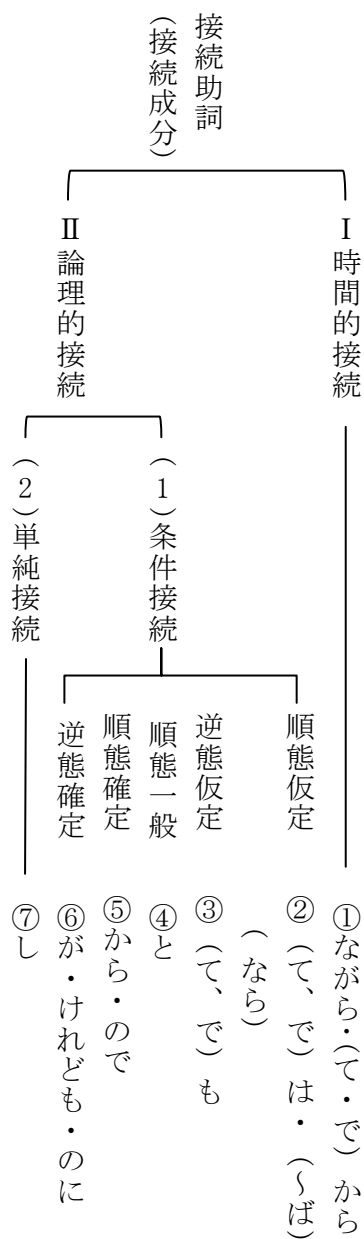 接続助詞
（接続成分）
Ⅰ時間的接続
Ⅱ論理的接続
（１）条件接続
（２）単純接続
順態仮定
逆態仮定
順態一般
順態確定
逆態確定
①ながら・（て・で）から
②（て、で）は・（～ば）
（なら）
③（て、で）も
④と
⑤から・ので
⑥が・けれども・のに
⑦し